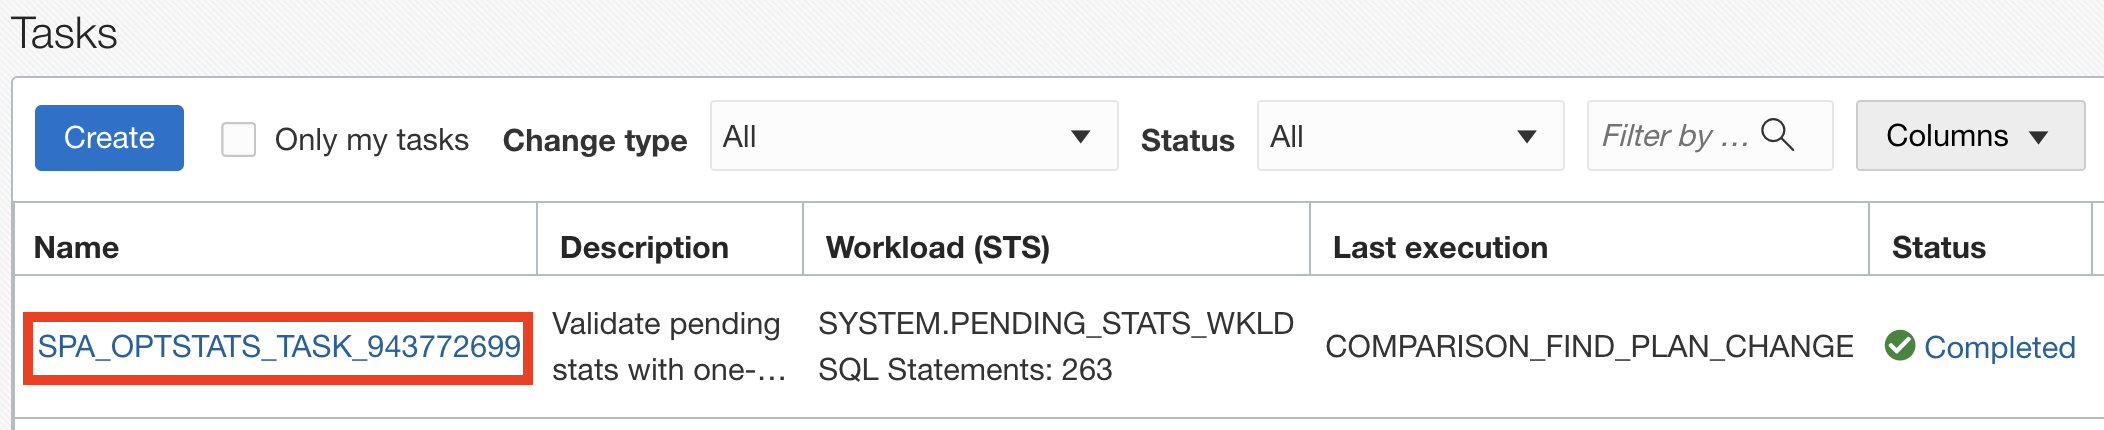 Tasks
Create Only my tasks Change type All Status All Filter by ... Columns
Name Description Workload (STS) Last execution Status
SPA_OPTSTATS_TASK_943772699 Validate pending SYSTEM.PENDING_STATS_WKLD COMPARISON_FIND_PLAN_CHANGE Completed
stats with one-... SQL Statements: 263